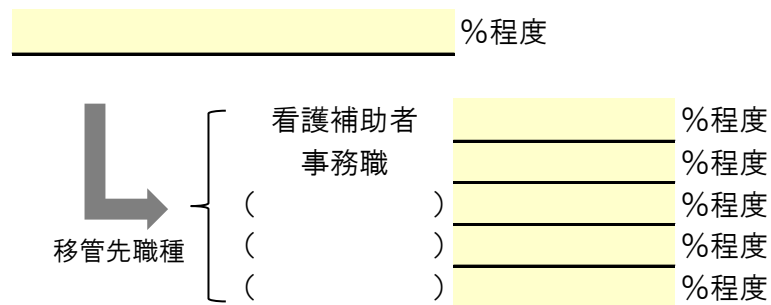 ％程度
看護補助者 ％程度
事務職 ％程度
（ ） ％程度
移管先職種 （ ） ％程度
（ ） ％程度